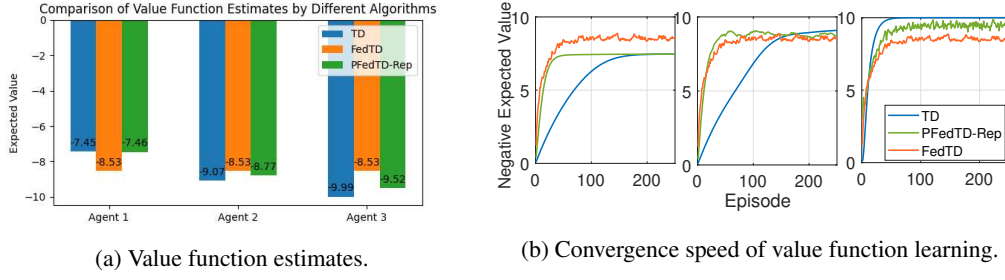 Comparison of Value Function Estimates by Different Algorithms
0
−2
−4
−6
−8
−10
Expected Value
TD
FedTD
PFedTD-Rep
-7.45
-8.53
-7.46
-9.07
-8.53
-8.77
-9.99
-8.53
-9.52
Agent 1
Agent 2
Agent 3
(a) Value function estimates.
Negative Expected Value
10
5
0
0
100
200
10
5
0
0
100
200
10
5
0
0
100
200
TD
PFedTD-Rep
FedTD
Episode
(b) Convergence speed of value function learning.